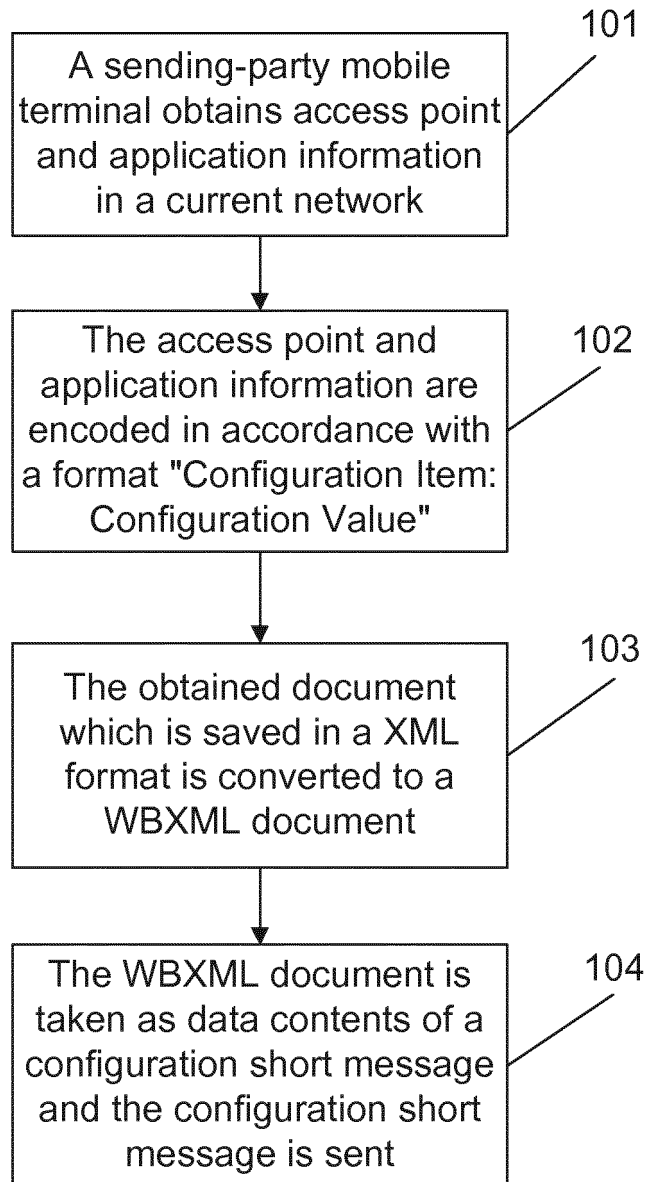 101
A sending-party mobile
terminal obtains access point
and application information
in a current network
102
The access point and
application information are
encoded in accordance with
a format "Configuration Item:
Configuration Value"
103
The obtained document
which is saved in a XML
format is converted to a
WBXML document
104
The WBXML document is
taken as data contents of a
configuration short message
and the configuration short
message is sent